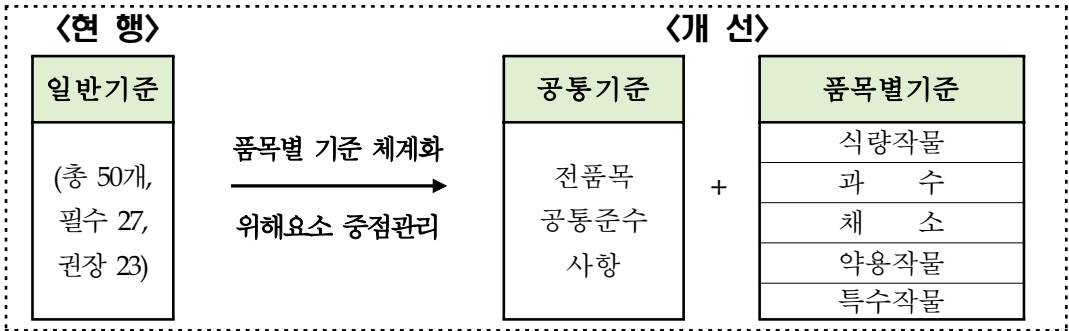 <현 행>
<개 선>
일반기준
(총 50개,
필수 27,
권장 23)
품목별 기준 체계화
위해요소 중점관리
공통기준
전품목
공통준수
사항
+
품목별기준
식량작물
과 수
채 소
약용작물
특수작물